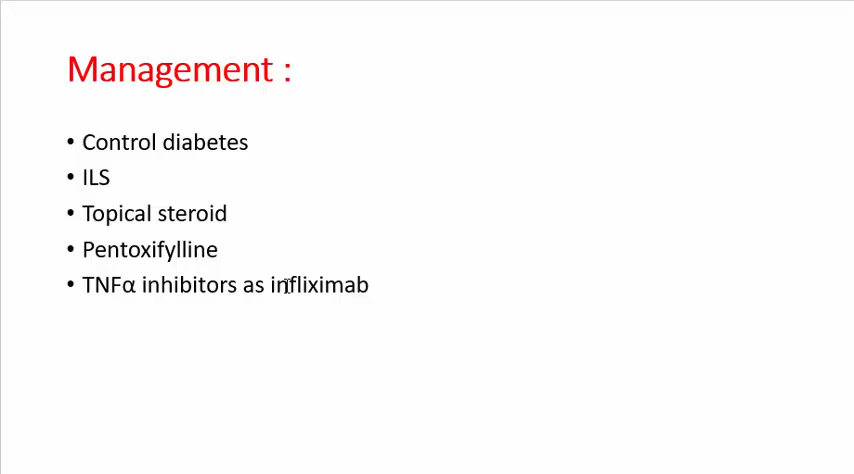 Management :
• Control diabetes
• ILS
• Topical steroid
• Pentoxifylline
• TNFα inhibitors as infliximab